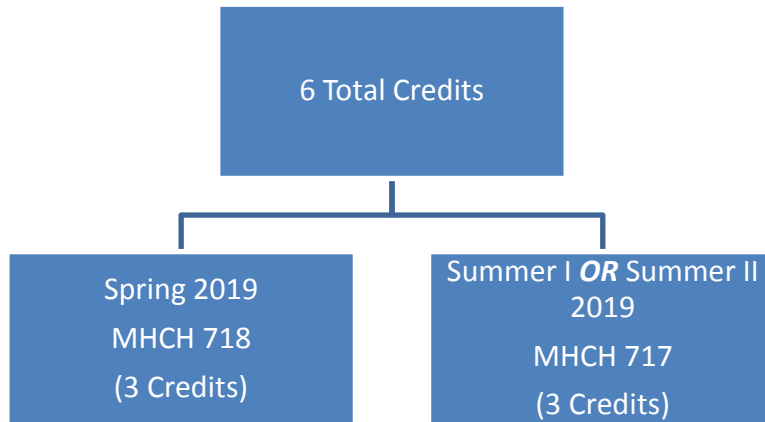 6 Total Credits
Spring 2019
MHCH 718
(3 Credits)
Summer I OR Summer II
2019
MHCH 717
(3 Credits)